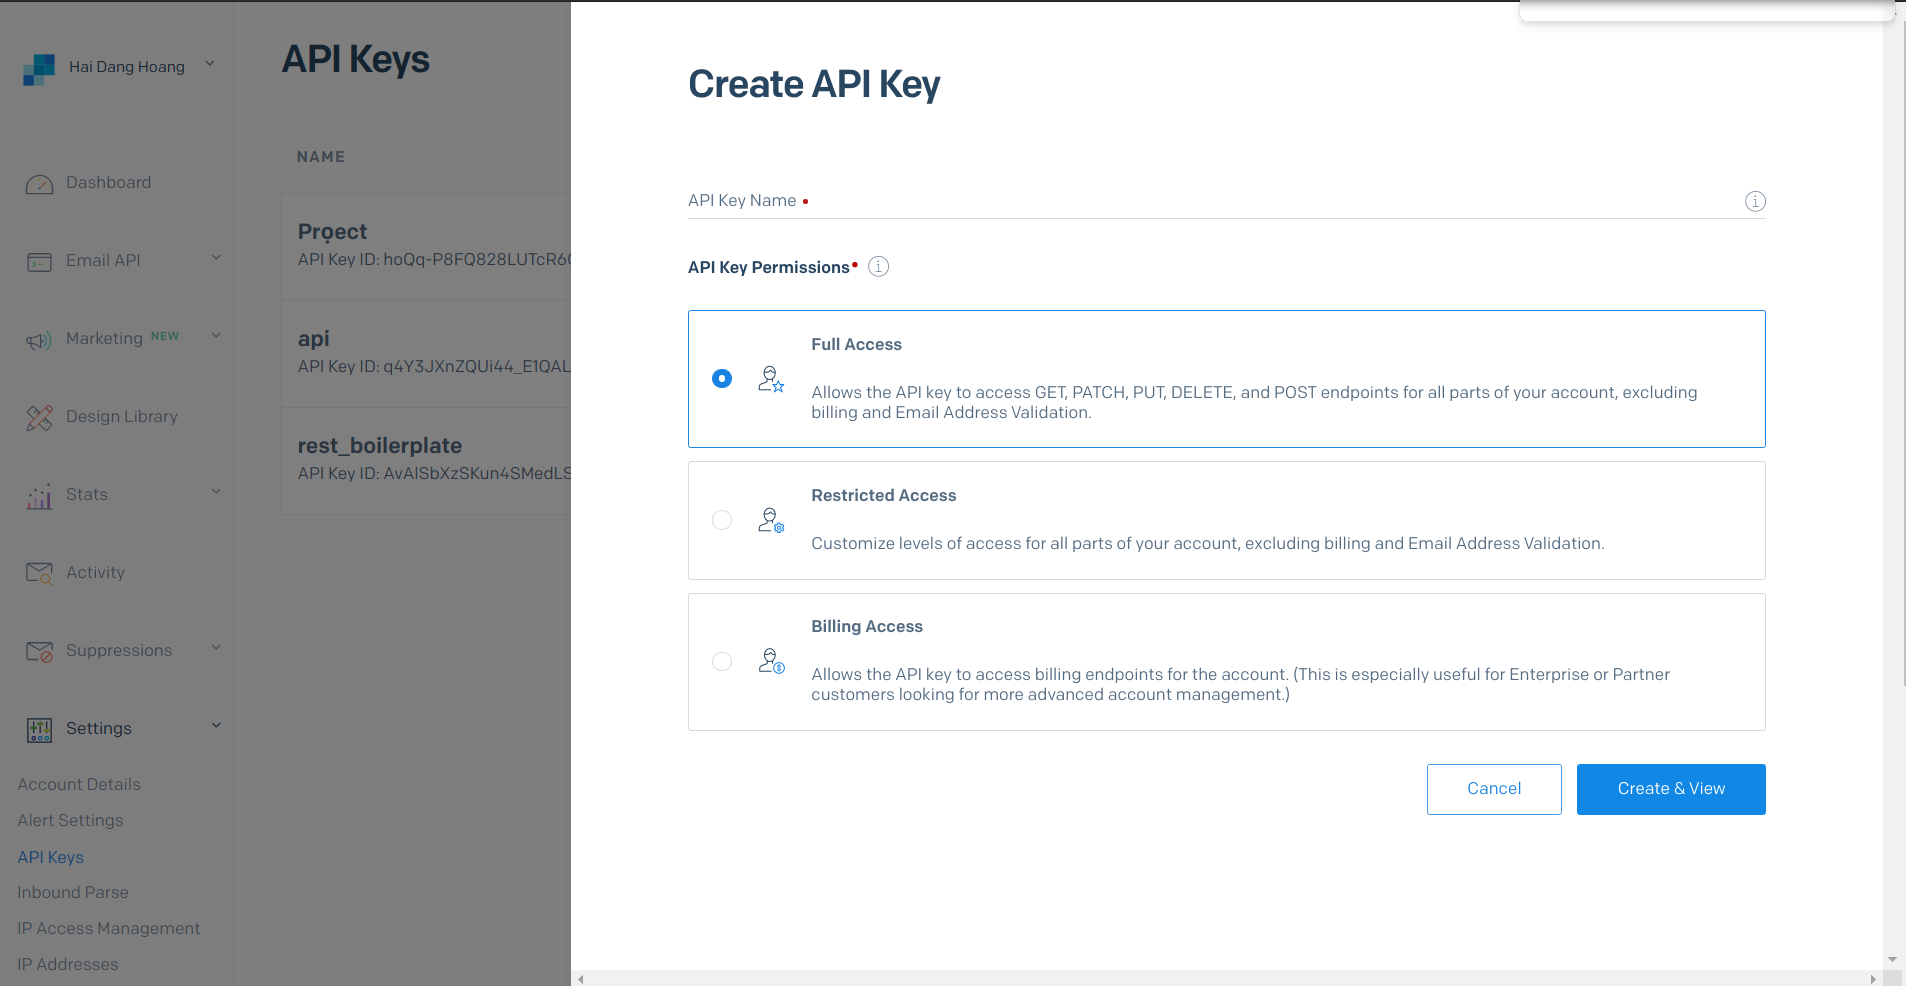 Hai Dang Hoang
Dashboard
Email API
Marketing NEW
Design Library
Stats
Activity
Suppressions
Settings
Account Details
Alert Settings
API Keys
Inbound Parse
IP Access Management
IP Addresses
API Keys
NAME
Prọect
API Key ID: hoQq-P8FQ828LUTcR6
api
API Key ID: q4Y3JXnZQUi44_E1QAL
rest_boilerplate
API Key ID: AvAlSbXzSKun4SMedLS
Create API Key
API Key Name •
API Key Permissions•
Full Access
Allows the API key to access GET, PATCH, PUT, DELETE, and POST endpoints for all parts of your account, excluding
billing and Email Address Validation.
Restricted Access
Customize levels of access for all parts of your account, excluding billing and Email Address Validation.
Billing Access
Allows the API key to access billing endpoints for the account. (This is especially useful for Enterprise or Partner
customers looking for more advanced account management.)
Cancel
Create & View